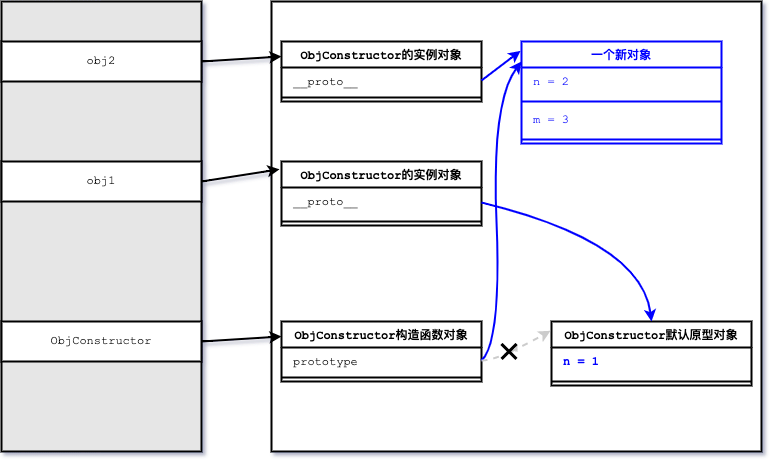 obj2
ObjConstructor的实例对象
__proto__
一个新对象
n = 2
m = 3
obj1
ObjConstructor的实例对象
__proto__
ObjConstructor
ObjConstructor构造函数对象
prototype
ObjConstructor默认原型对象
n = 1